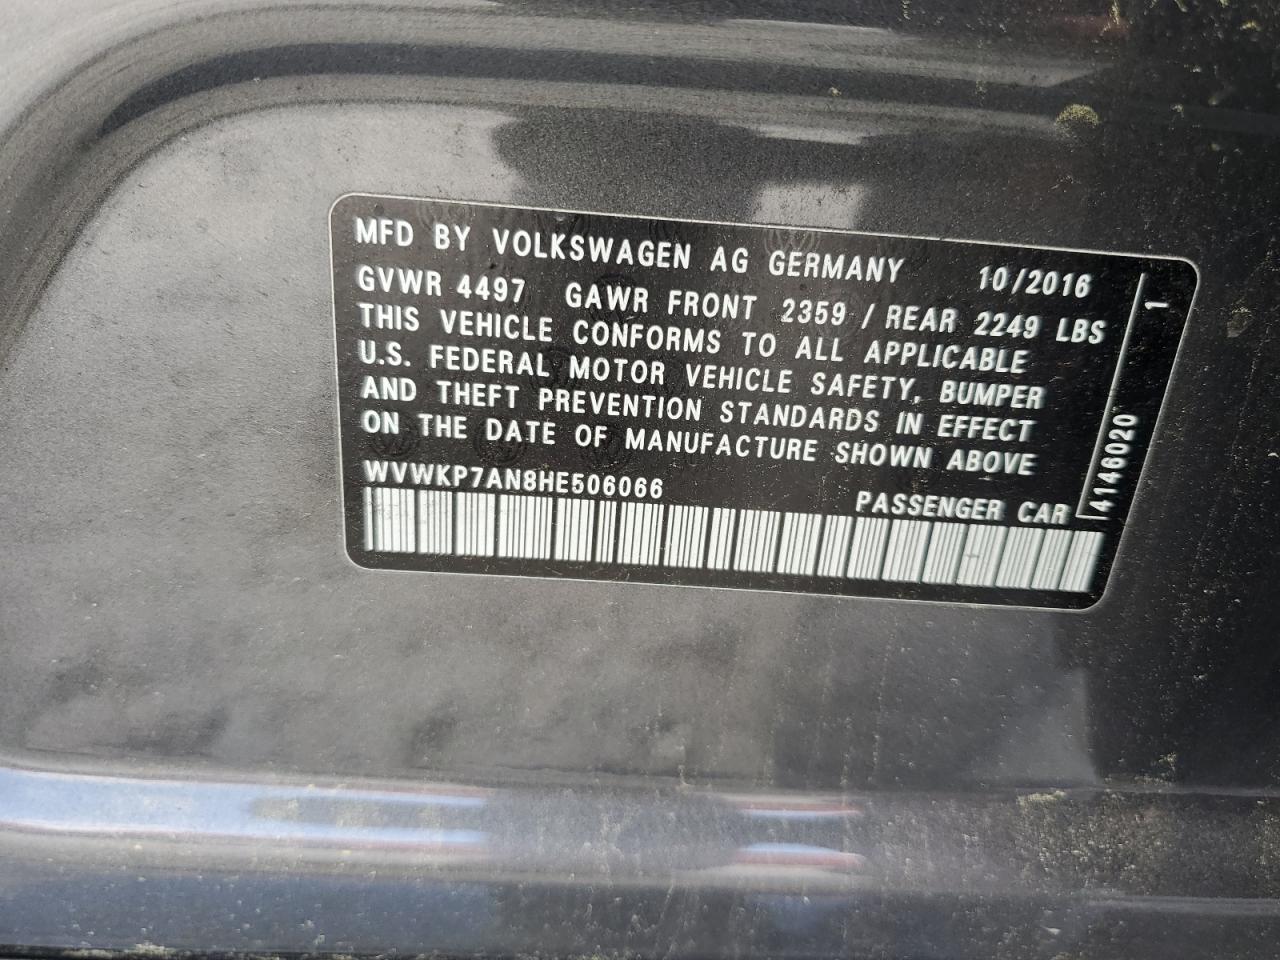 MFD BY VOLKSWAGEN AG GERMANY 10/2016
GVWR 4497 GAWR FRONT 2359 / REAR 2249 LBS
THIS VEHICLE CONFORMS TO ALL APPLICABLE
U.S. FEDERAL MOTOR VEHICLE SAFETY, BUMPER
AND THEFT PREVENTION STANDARDS IN EFFECT
ON THE DATE OF MANUFACTURE SHOWN ABOVE
WVWKP7AN8HE506066 PASSENGER CAR
4146020 1